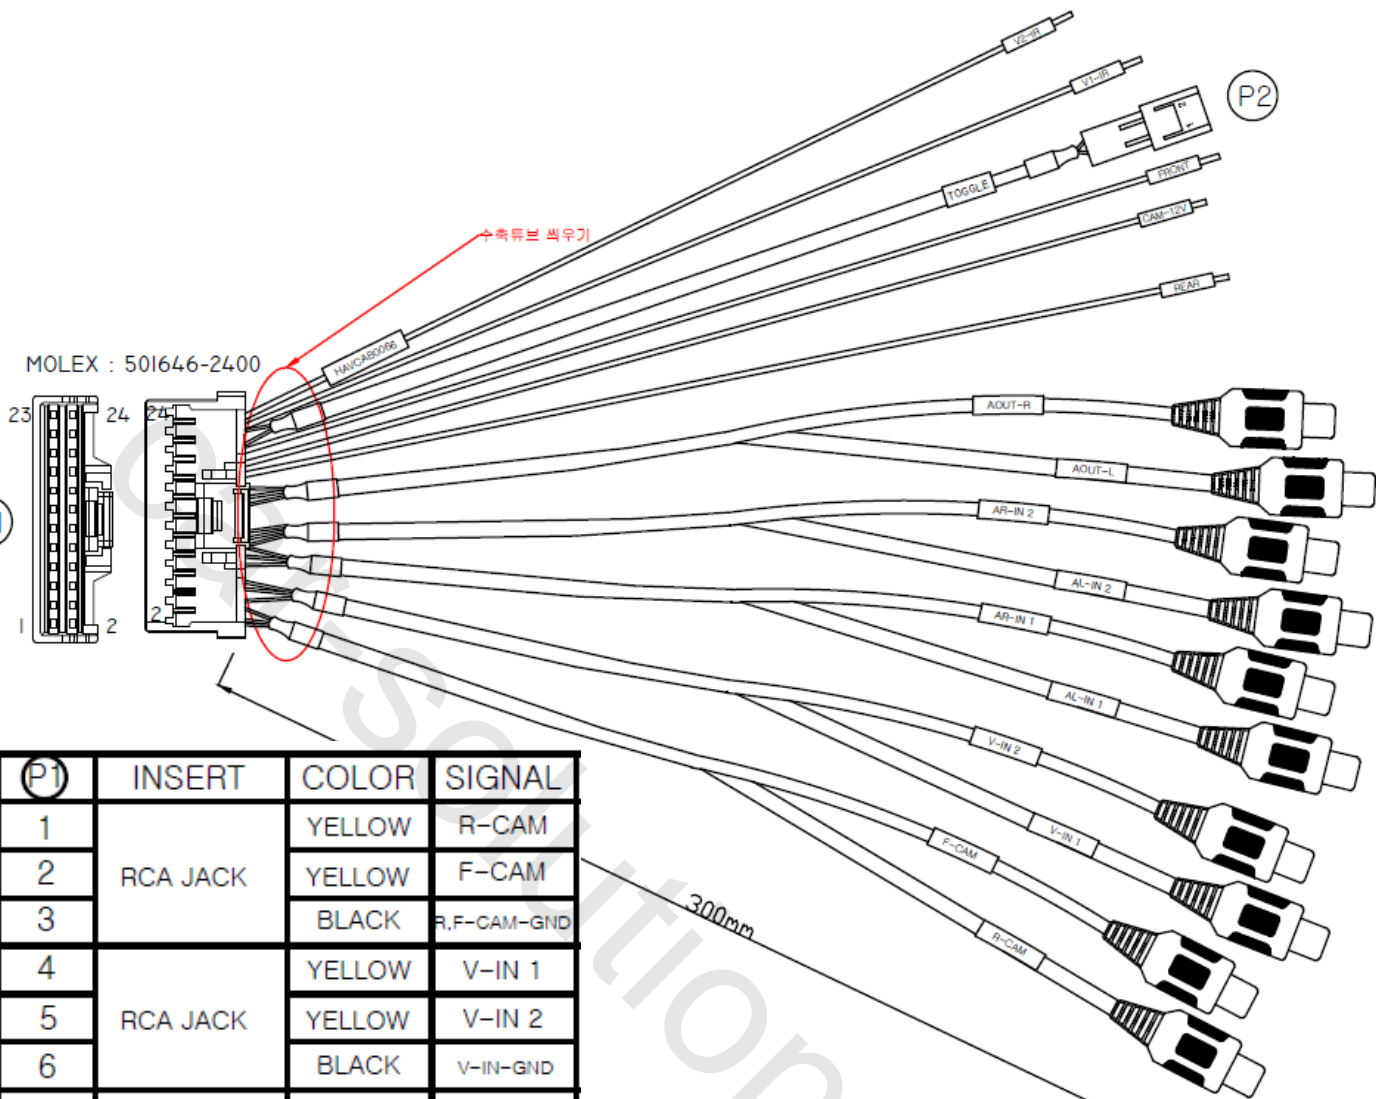 V2-IR
V1-IR
P2
2
1
TOGGLE
FRONT
CAM-12V
REAR
수축튜브 씌우기
HAVCAB0066
MOLEX : 501646-2400
23
24
24
1
2
2
AOUT-R
AOUT-L
AR-IN 2
AL-IN 2
AR-IN 1
AL-IN 1
V-IN 2
V-IN 1
F-CAM
R-CAM
300mm
car-solution
P1 INSERT COLOR SIGNAL
1 YELLOW R-CAM
2 RCA JACK YELLOW F-CAM
3 BLACK R,F-CAM-GND
4 YELLOW V-IN 1
5 RCA JACK YELLOW V-IN 2
6 BLACK V-IN-GND